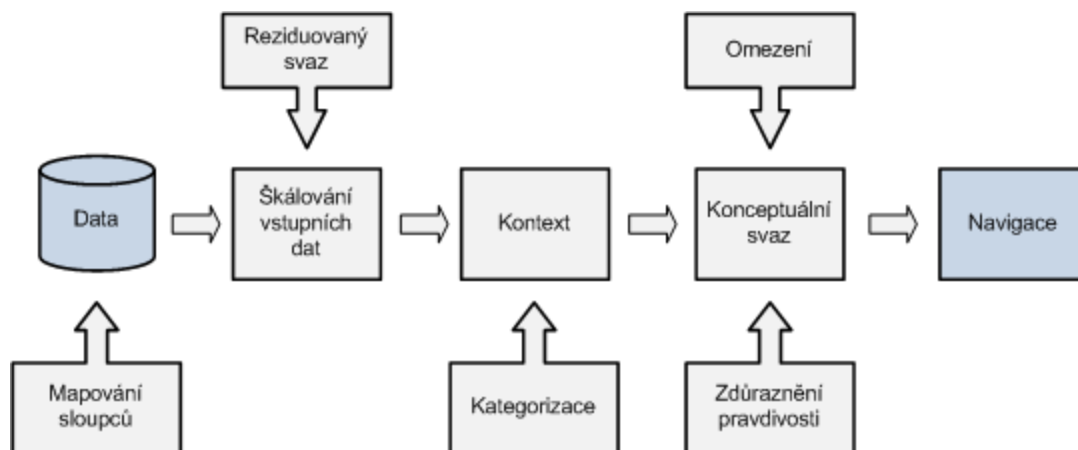 Reziduovaný
svaz
Omezení
Data
Škálování
vstupních
dat
Kontext
Konceptuální
svaz
Navigace
Mapování
sloupců
Kategorizace
Zdůraznění
pravdivosti